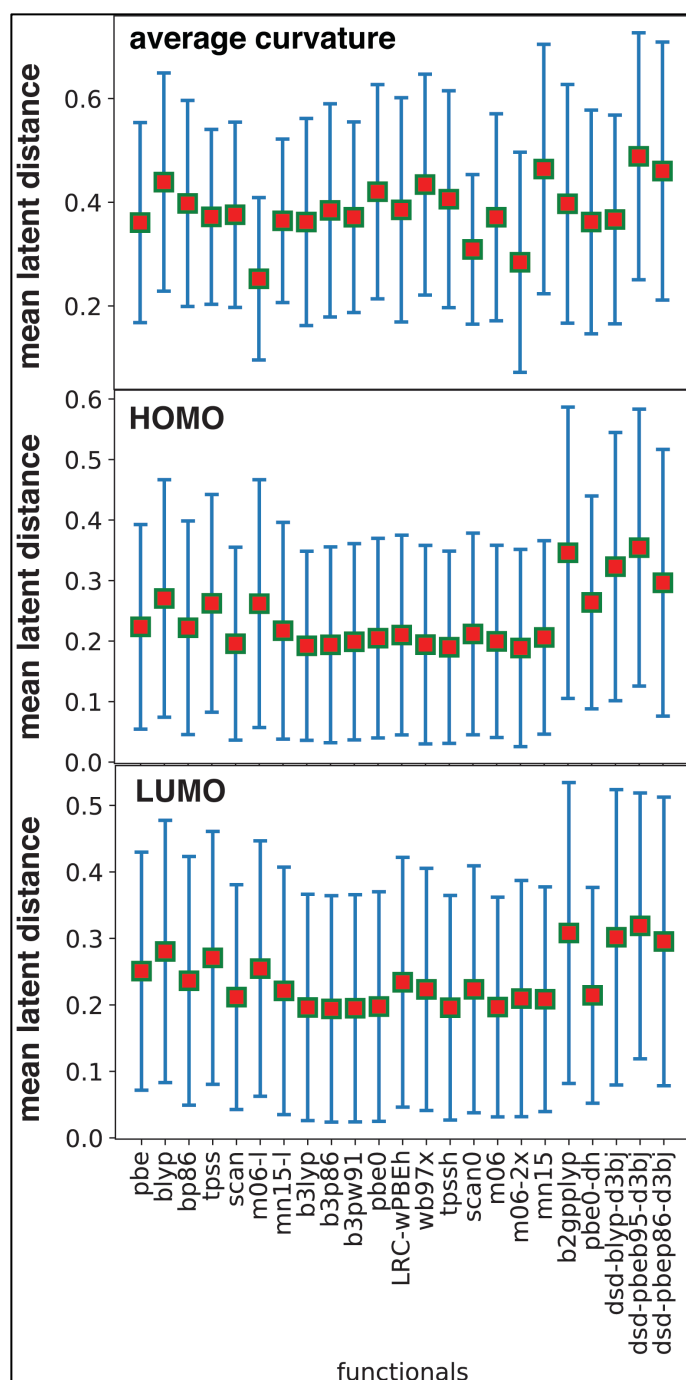 average curvature
mean latent distance
0.6
0.4
0.2
HOMO
mean latent distance
0.6
0.5
0.4
0.3
0.2
0.1
0.0
LUMO
mean latent distance
0.5
0.4
0.3
0.2
0.1
0.0
pbe
blyp
bp86
tpss
scan
m06-l
mn15-l
b3lyp
b3p86
b3pw91
pbe0
LRC-wPBEh
wb97x
tpssh
scan0
m06
m06-2x
mn15
b2gpplyp
pbe0-dh
dsd-blyp-d3bj
dsd-pbeb95-d3bj
dsd-pbep86-d3bj
functionals